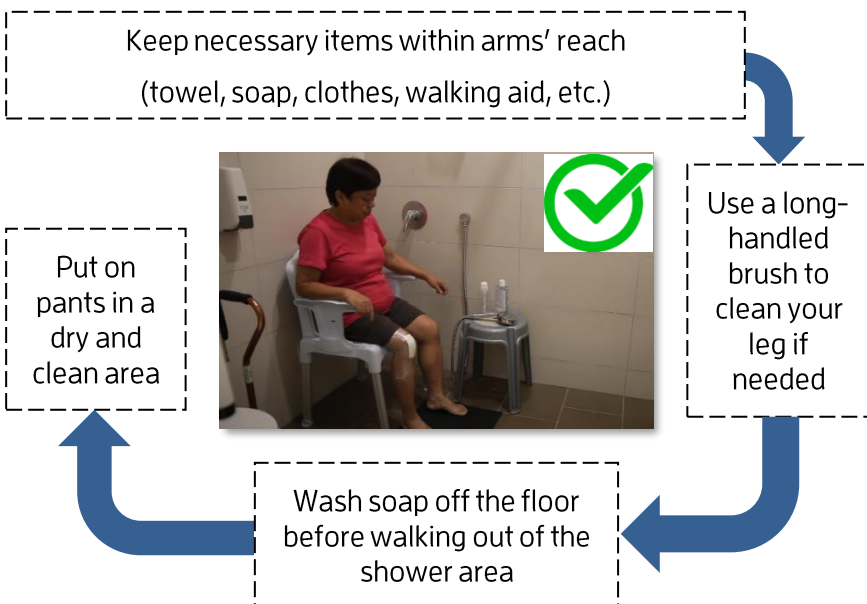 Keep necessary items within arms’ reach
(towel, soap, clothes, walking aid, etc.)
Use a long-
handled
brush to
clean your
leg if
needed
Wash soap off the floor
before walking out of the
shower area
Put on
pants in a
dry and
clean area